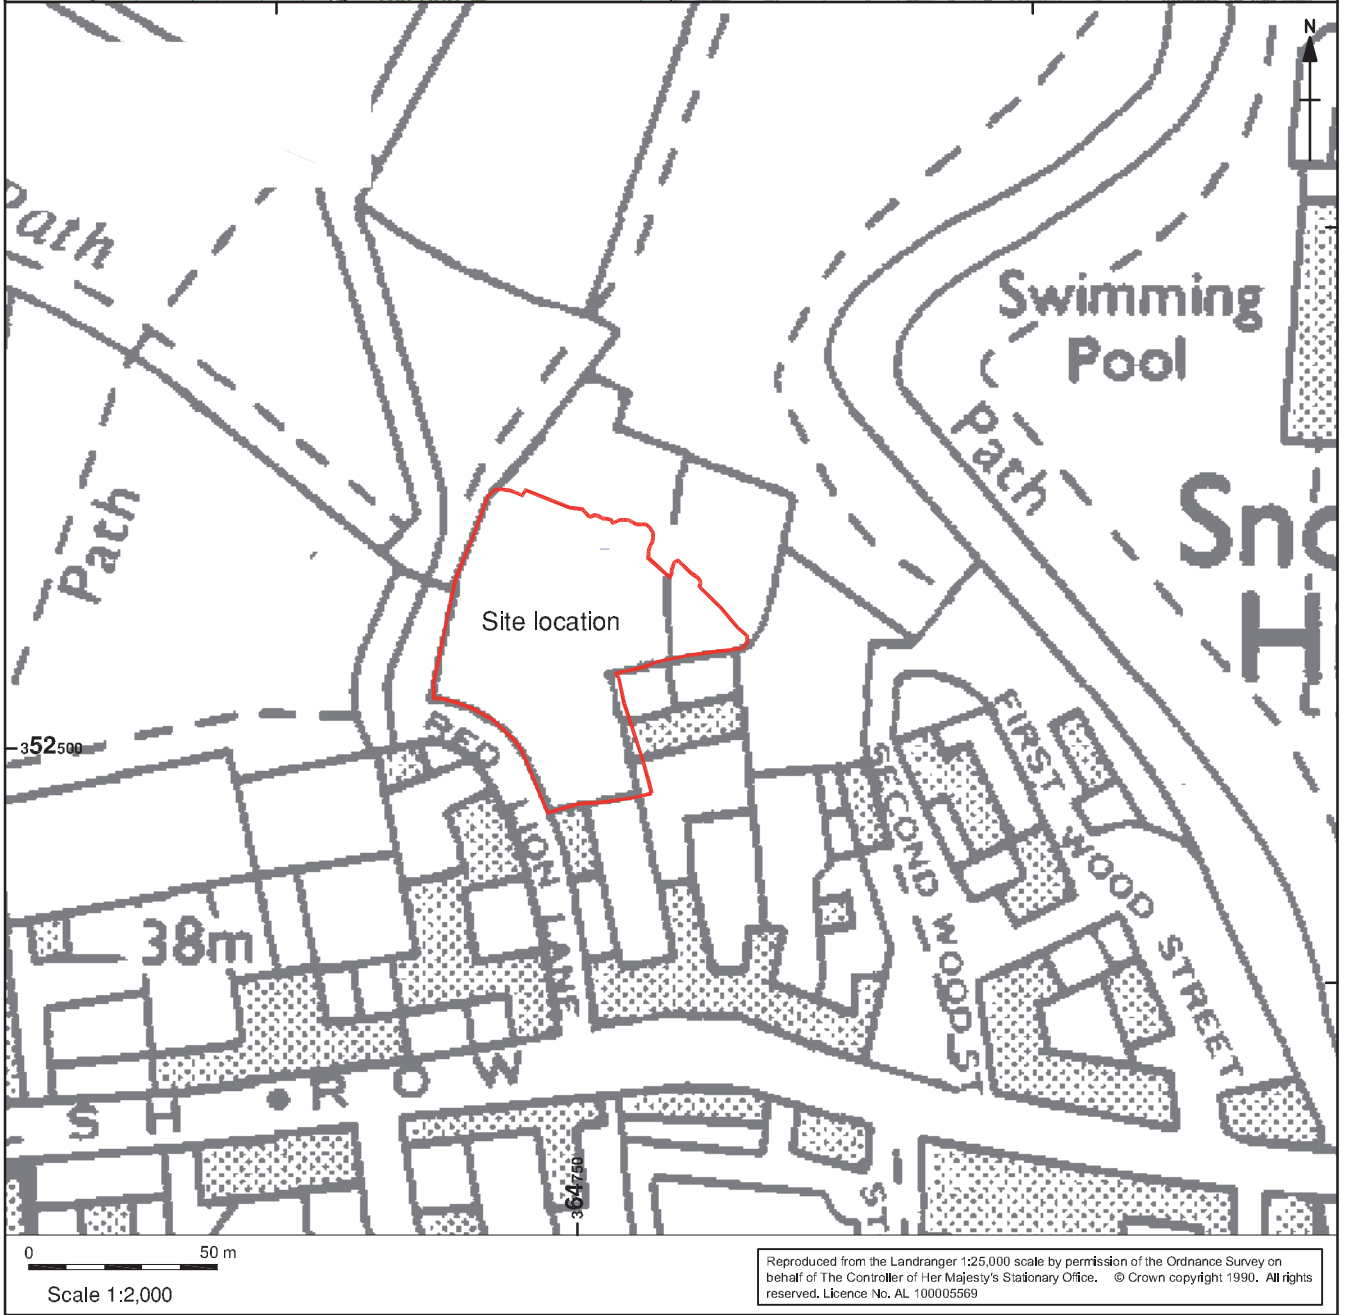 N
Path
Swimming
Pool
Path
Sno
H
Path
Site location
352500
RED LION LANE
FIRST WOOD STREET
SECOND WOOD ST
38m
S H R O W
ST
364750
0 50 m
Scale 1:2,000
Reproduced from the Landranger 1:25,000 scale by permission of the Ordnance Survey on
behalf of The Controller of Her Majesty's Stationary Office. © Crown copyright 1990. All rights
reserved. Licence No. AL 100005569